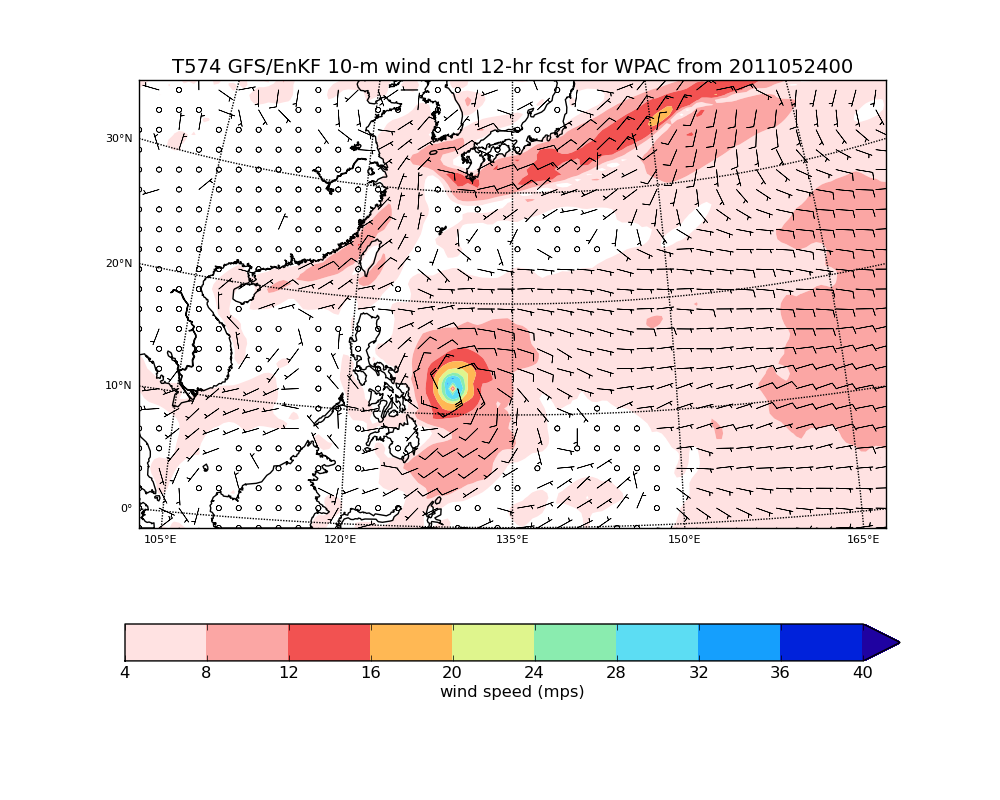 T574 GFS/EnKF 10-m wind cntl 12-hr fcst for WPAC from 2011052400
30°N
20°N
10°N
0°
105°E 120°E 135°E 150°E 165°E
4 8 12 16 20 24 28 32 36 40
wind speed (mps)